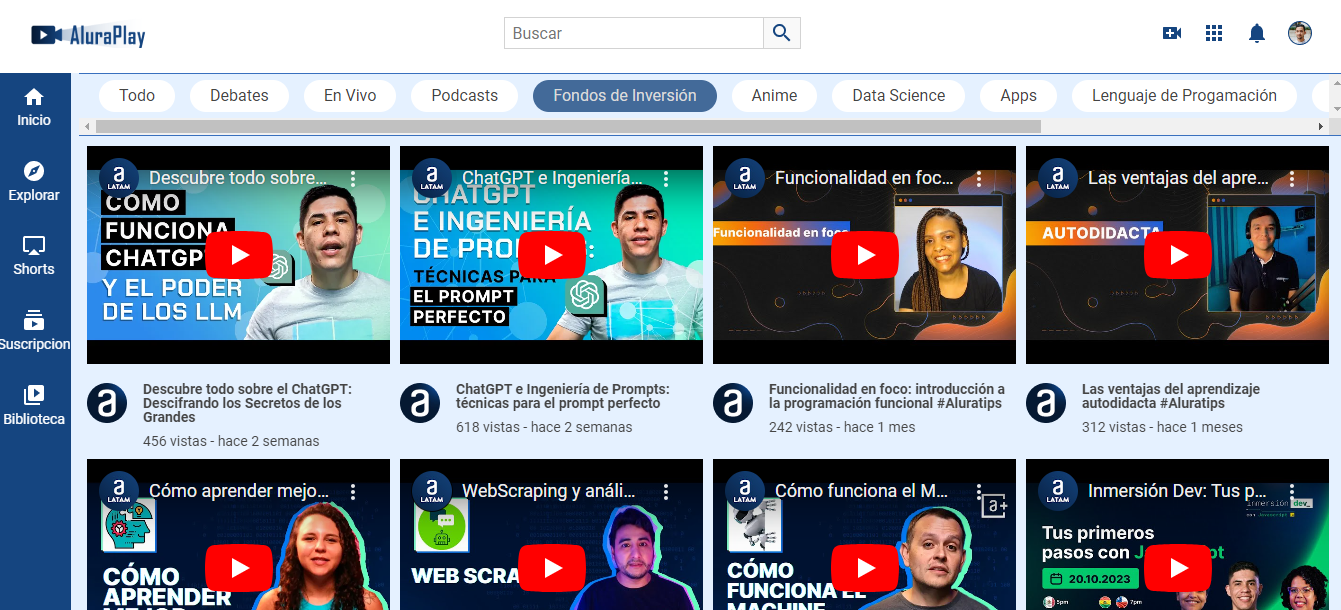 AluraPlay
Buscar
Inicio
Explorar
Shorts
Suscripcion
Biblioteca
Todo
Debates
En Vivo
Podcasts
Fondos de Inversión
Anime
Data Science
Apps
Lenguaje de Progamación
a
LATAM
Descubre todo sobre…
CÓMO
FUNCIONA
CHATGP
Y EL PODER
DE LOS LLM
a
LATAM
ChatGPT e Ingeniería…
CHATGPT
E INGENIERÍA
DE PROM
:
TÉCNICAS PARA
EL PROMPT
PERFECTO
a
LATAM
Funcionalidad en foc…
Funcionalidad en foco
a
LATAM
Las ventajas del apre…
AUTODIDACTA
a
Descubre todo sobre el ChatGPT:
Descifrando los Secretos de los
Grandes
456 vistas - hace 2 semanas
a
ChatGPT e Ingeniería de Prompts:
técnicas para el prompt perfecto
618 vistas - hace 2 semanas
a
Funcionalidad en foco: introducción a
la programación funcional #Aluratips
242 vistas - hace 1 mes
a
Las ventajas del aprendizaje
autodidacta #Aluratips
312 vistas - hace 1 meses
a
LATAM
Cómo aprender mejo…
CÓMO
APRENDER
MEJOR
a
LATAM
WebScraping y análi…
WEB SCRA
a
LATAM
Cómo funciona el M…
a+
CÓMO
FUNCIONA EL
MACHINE
a
LATAM
Inmersión Dev: Tus p…
inmersión dev_
con Javascript
Tus primeros
pasos con J
pt
20.10.2023
5pm
7pm